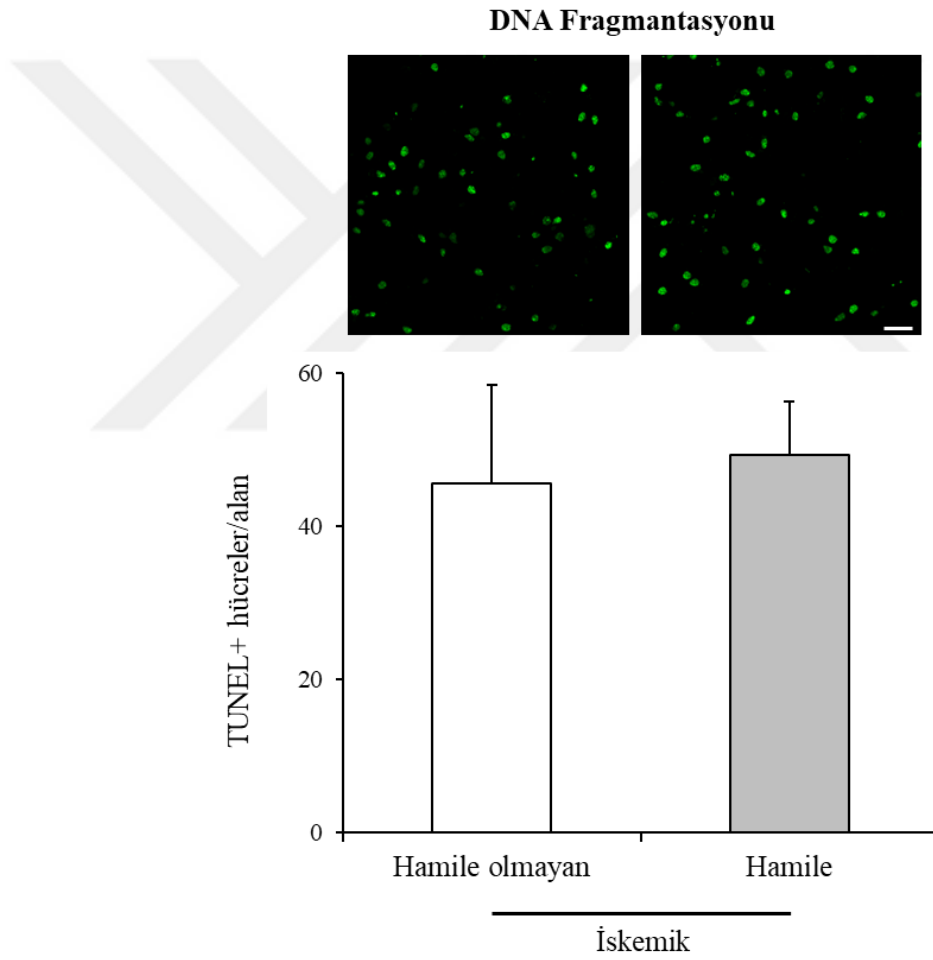 DNA Fragmantasyonu
60
40
20
0
TUNEL+ hücreler/alan
Hamile olmayan
Hamile
İskemik